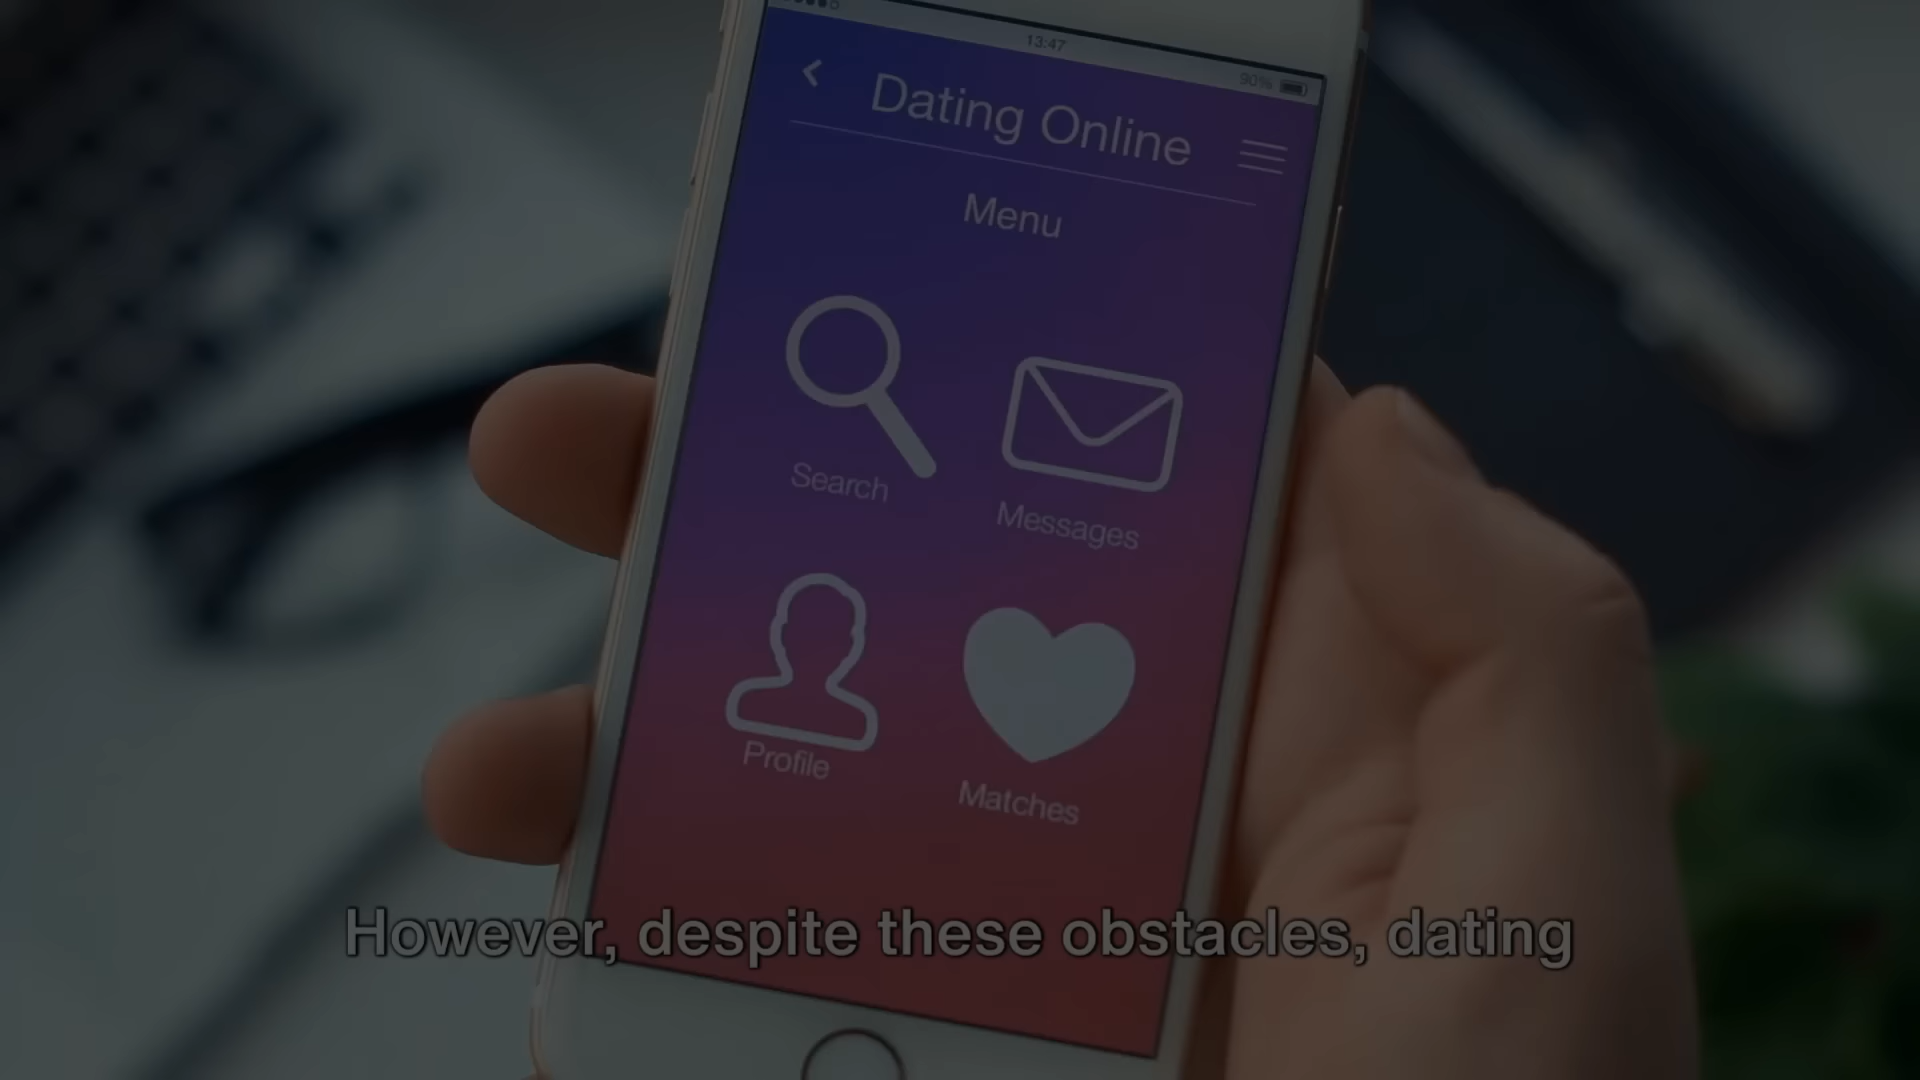 13:47
90%
Dating Online
Menu
Search
Messages
Profile
Matches
However, despite these obstacles, dating